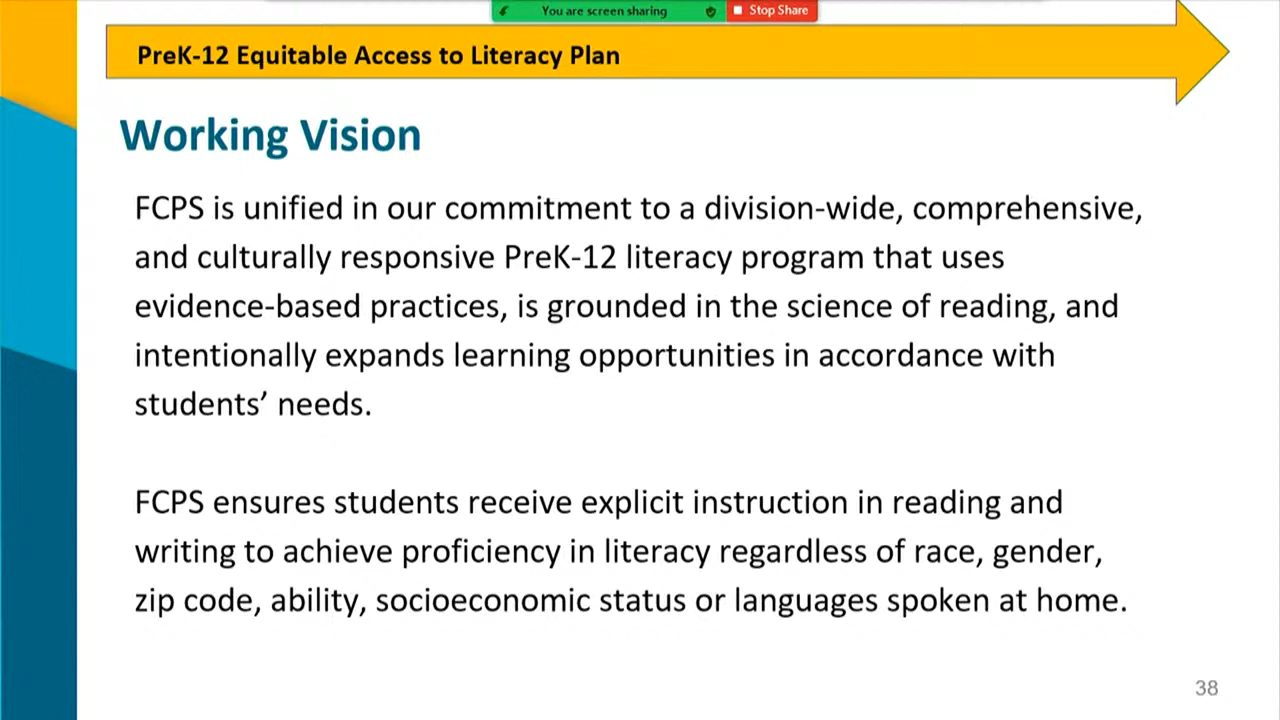 You are screen sharing Stop Share
PreK-12 Equitable Access to Literacy Plan
Working Vision
FCPS is unified in our commitment to a division-wide, comprehensive,
and culturally responsive PreK-12 literacy program that uses
evidence-based practices, is grounded in the science of reading, and
intentionally expands learning opportunities in accordance with
students’ needs.
FCPS ensures students receive explicit instruction in reading and
writing to achieve proficiency in literacy regardless of race, gender,
zip code, ability, socioeconomic status or languages spoken at home.
38